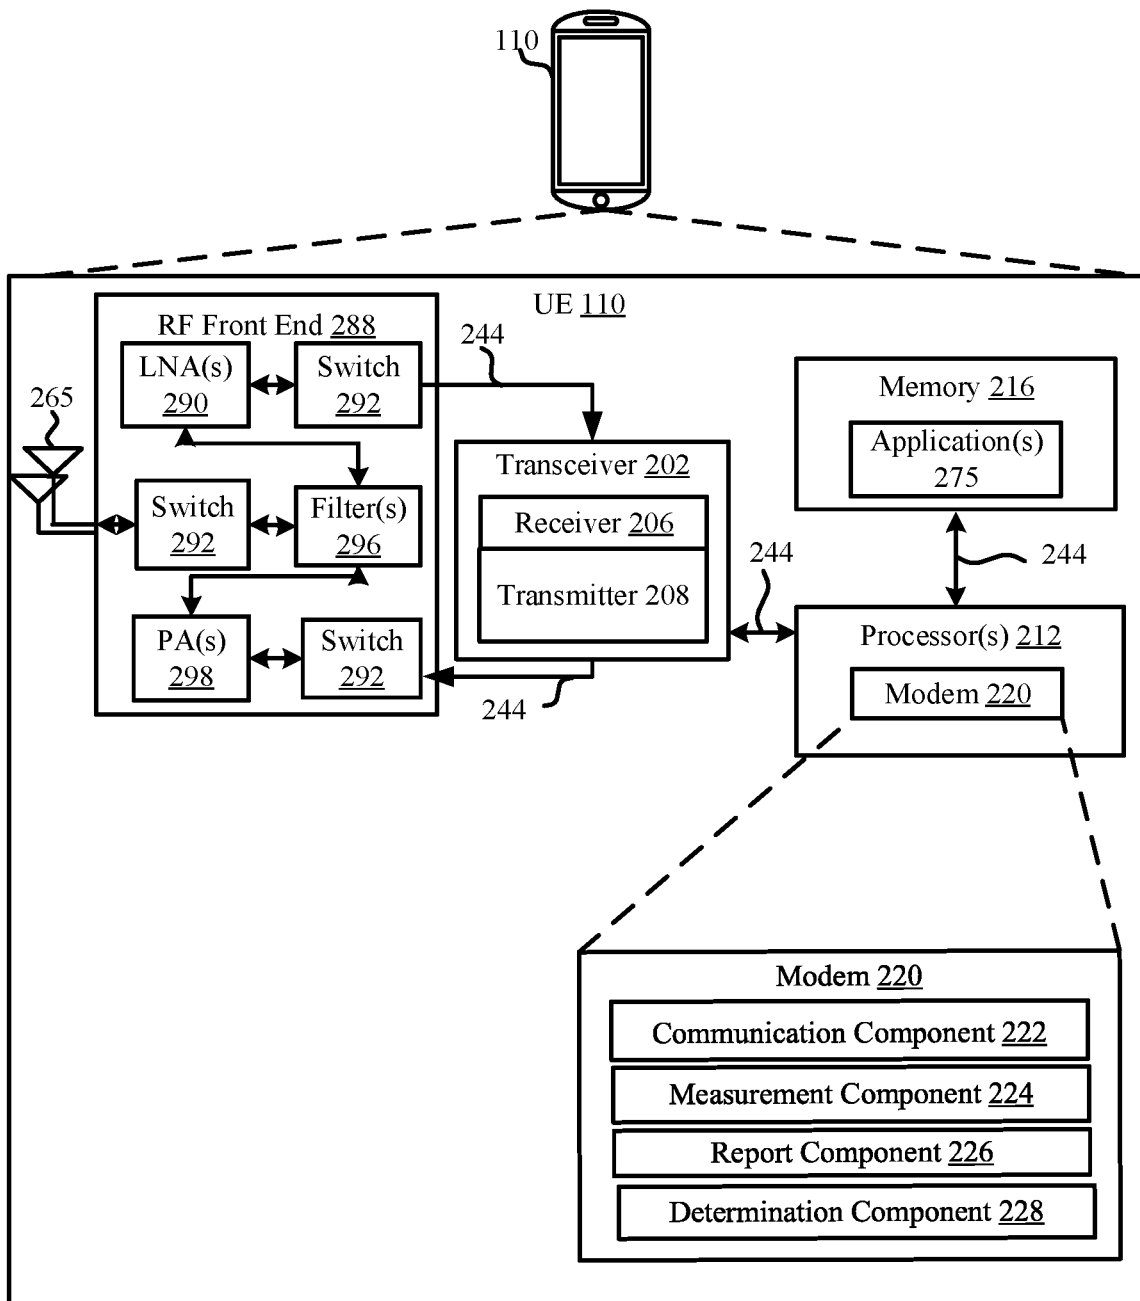 110
UE 110
RF Front End 288
LNA(s)
290
Switch
292
244
265
Switch
292
Filter(s)
296
PA(s)
298
Switch
292
244
Transceiver 202
Receiver 206
Transmitter 208
244
Memory 216
Application(s)
275
244
Processor(s) 212
Modem 220
Modem 220
Communication Component 222
Measurement Component 224
Report Component 226
Determination Component 228